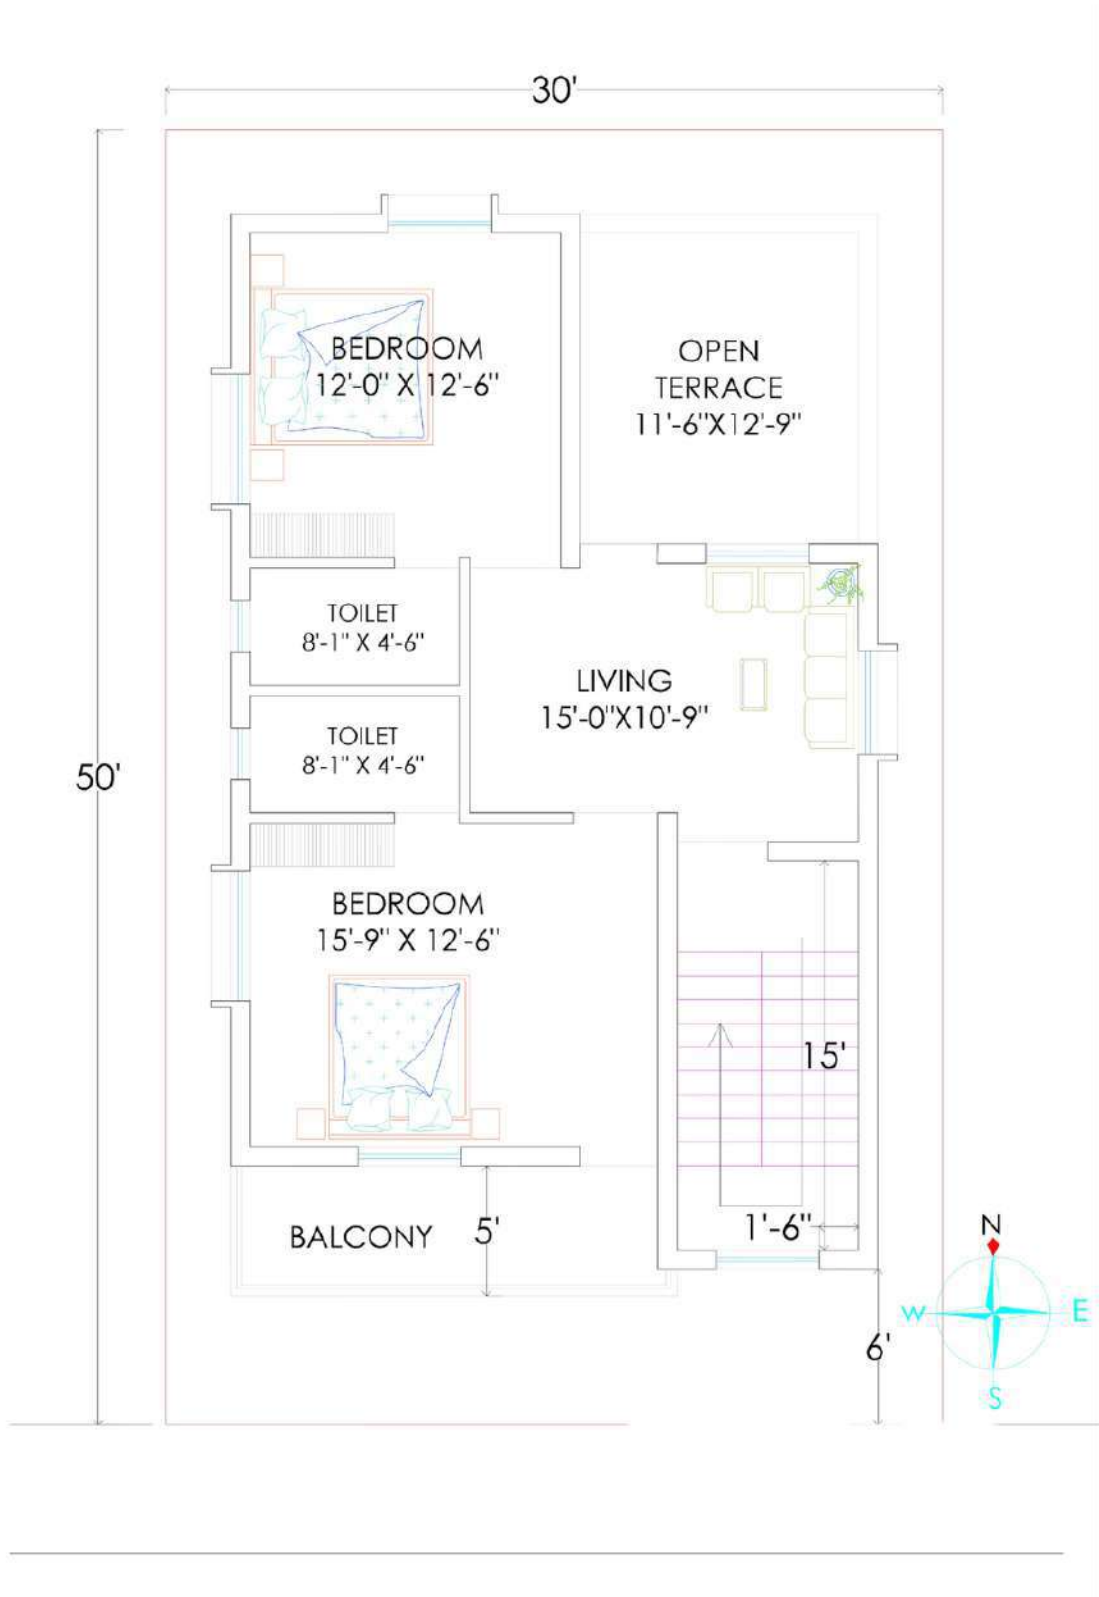 30'
BEDROOM
12'-0" X 12'-6"
OPEN
TERRACE
11'-6"X12'-9"
TOILET
8'-1" X 4'-6"
LIVING
15'-0"X10'-9"
TOILET
8'-1" X 4'-6"
50'
BEDROOM
15'-9" X 12'-6"
15'
BALCONY
5'
1'-6"
N
W
E
S
6'